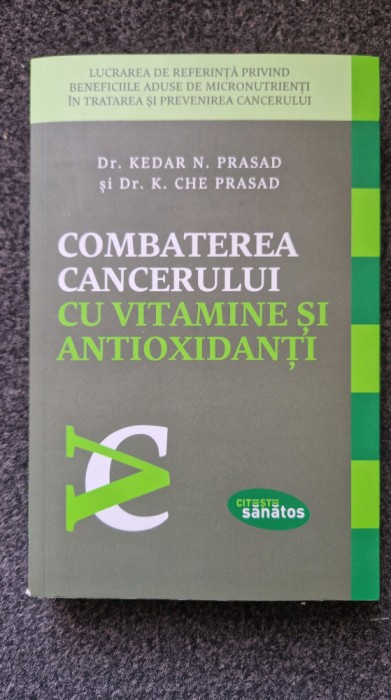 LUCRAREA DE REFERINȚĂ PRIVIND
BENEFICIILE ADUSE DE MICRONUTRIENȚI
ÎN TRATAREA ȘI PREVENIREA CANCERULUI
Dr. KEDAR N. PRASAD
și Dr. K. CHE PRASAD
COMBATEREA
CANCERULUI
CU VITAMINE ȘI
ANTIOXIDANȚI
VC
CITEȘTE
sănătos